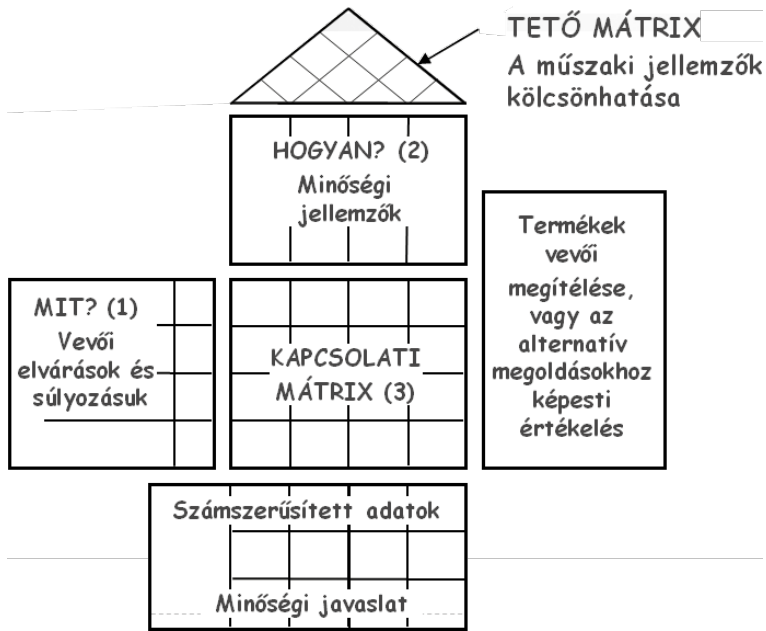 TETŐ MÁTRIX
A műszaki jellemzők
kölcsönhatása
HOGYAN? (2)
Minőségi
jellemzők
Termékek
vevői
megítélése,
vagy az
alternatív
megoldásokhoz
képesti
értékelés
MIT? (1)
Vevői
elvárások és
súlyozásuk
KAPCSOLATI
MÁTRIX (3)
Számszerűsített adatok
Minőségi javaslat